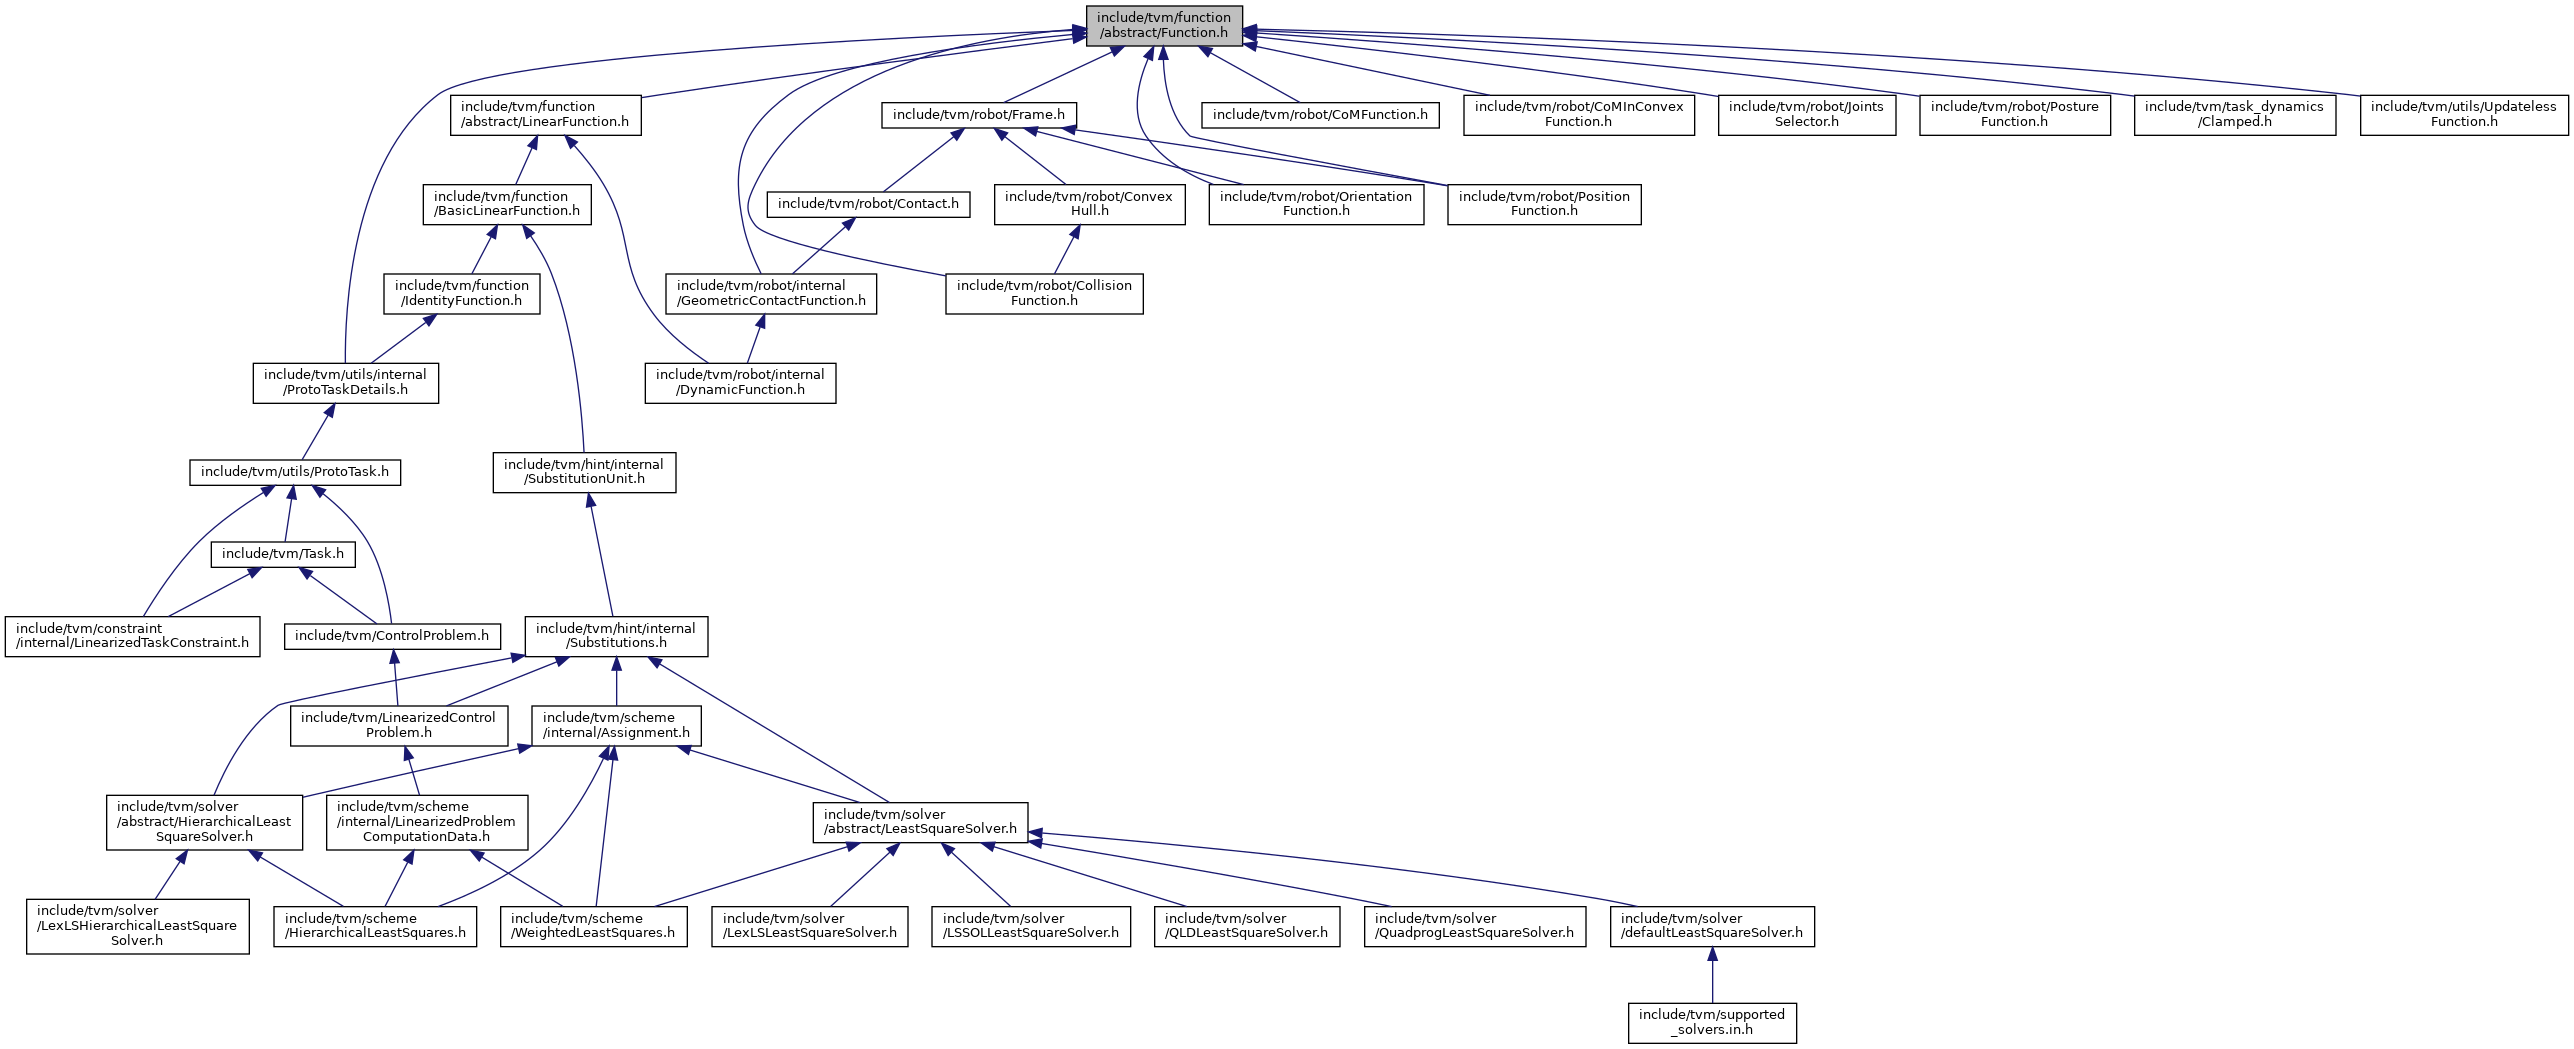 include/tvm/function
/abstract/Function.h
include/tvm/function
/abstract/LinearFunction.h
include/tvm/robot/Frame.h
include/tvm/robot/CoMFunction.h
include/tvm/robot/CoMInConvex
Function.h
include/tvm/robot/Joints
Selector.h
include/tvm/robot/Posture
Function.h
include/tvm/task_dynamics
/Clamped.h
include/tvm/utils/Updateless
Function.h
include/tvm/function
/BasicLinearFunction.h
include/tvm/robot/Contact.h
include/tvm/robot/Convex
Hull.h
include/tvm/robot/Orientation
Function.h
include/tvm/robot/Position
Function.h
include/tvm/function
/IdentityFunction.h
include/tvm/robot/internal
/GeometricContactFunction.h
include/tvm/robot/Collision
Function.h
include/tvm/utils/internal
/ProtoTaskDetails.h
include/tvm/robot/internal
/DynamicFunction.h
include/tvm/utils/ProtoTask.h
include/tvm/hint/internal
/SubstitutionUnit.h
include/tvm/Task.h
include/tvm/constraint
/internal/LinearizedTaskConstraint.h
include/tvm/ControlProblem.h
include/tvm/hint/internal
/Substitutions.h
include/tvm/LinearizedControl
Problem.h
include/tvm/scheme
/internal/Assignment.h
include/tvm/solver
/abstract/HierarchicalLeast
SquareSolver.h
include/tvm/scheme
/internal/LinearizedProblem
ComputationData.h
include/tvm/solver
/abstract/LeastSquareSolver.h
include/tvm/solver
/LexLSHierarchicalLeastSquare
Solver.h
include/tvm/scheme
/HierarchicalLeastSquares.h
include/tvm/scheme
/WeightedLeastSquares.h
include/tvm/solver
/LexLSLeastSquareSolver.h
include/tvm/solver
/LSSOLLeastSquareSolver.h
include/tvm/solver
/QLDLeastSquareSolver.h
include/tvm/solver
/QuadprogLeastSquareSolver.h
include/tvm/solver
/defaultLeastSquareSolver.h
include/tvm/supported
_solvers.in.h